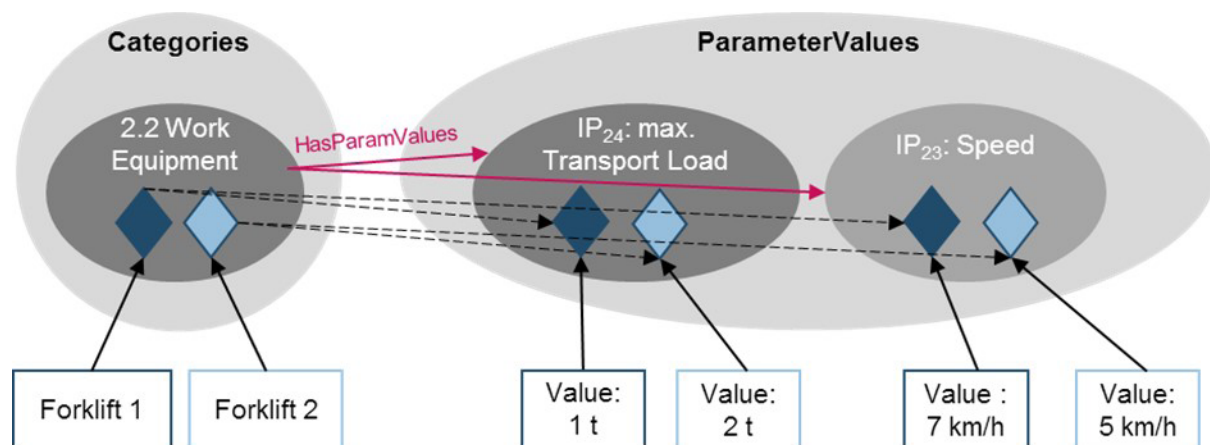 Categories
ParameterValues
2.2 Work
Equipment
HasParamValues
IP₂₄: max.
Transport Load
IP₂₃: Speed
Forklift 1
Forklift 2
Value:
1 t
Value:
2 t
Value :
7 km/h
Value:
5 km/h